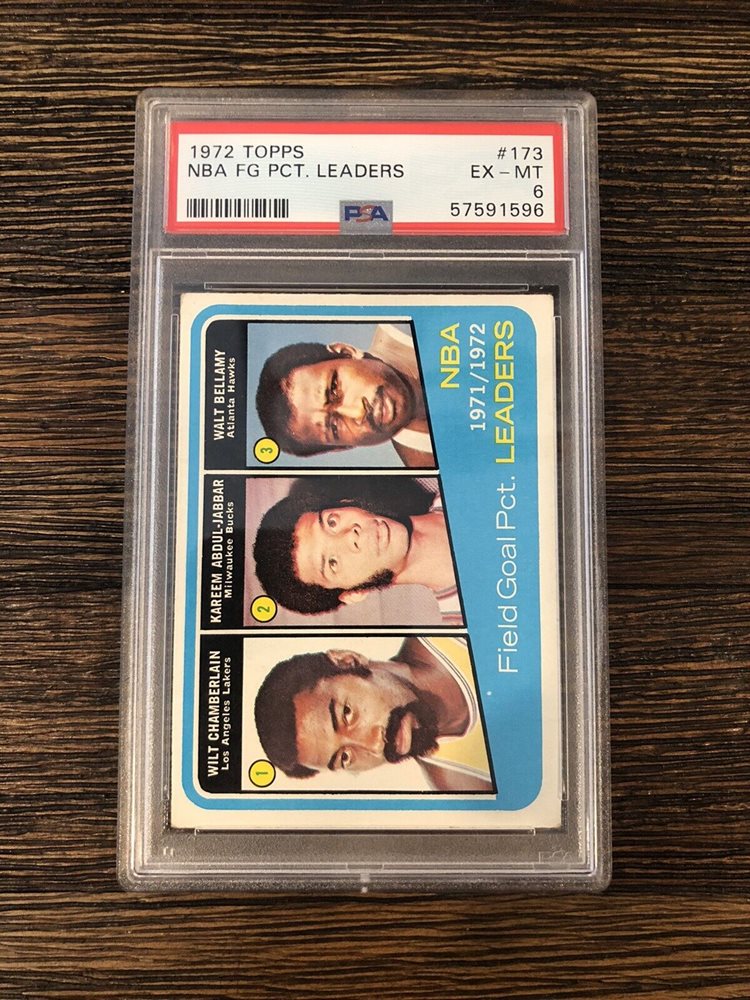 1972 TOPPS #173
NBA FG PCT. LEADERS EX - MT
6
PSA 57591596
WILT CHAMBERLAIN
Los Angeles Lakers
1
KAREEM ABDUL-JABBAR
Milwaukee Bucks
2
WALT BELLAMY
Atlanta Hawks
3
NBA
1971/1972
Field Goal Pct. LEADERS